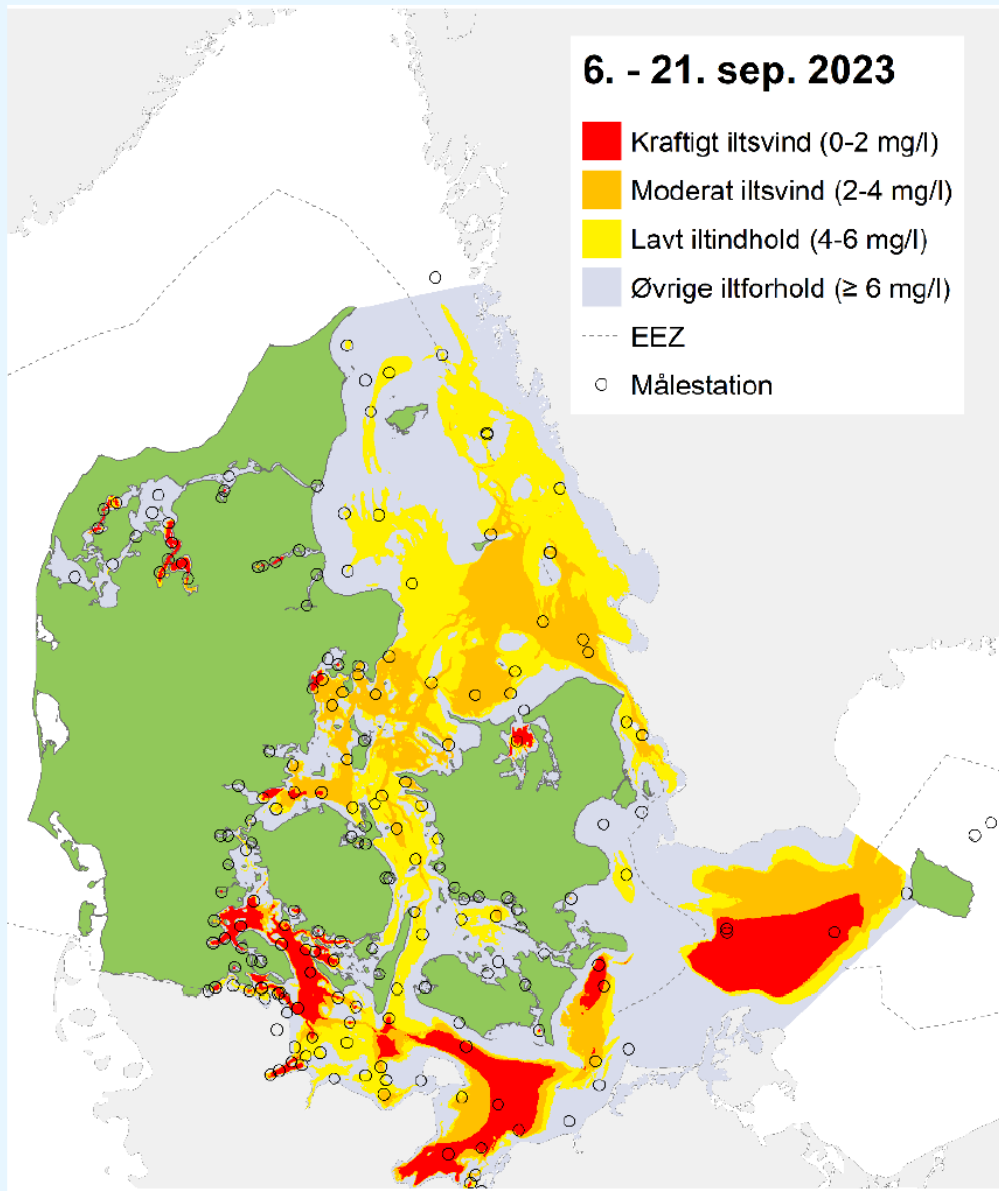 6. - 21. sep. 2023
Kraftigt iltsvind (0-2 mg/l)
Moderat iltsvind (2-4 mg/l)
Lavt iltindhold (4-6 mg/l)
Øvrige iltforhold (≥ 6 mg/l)
EEZ
Målestation